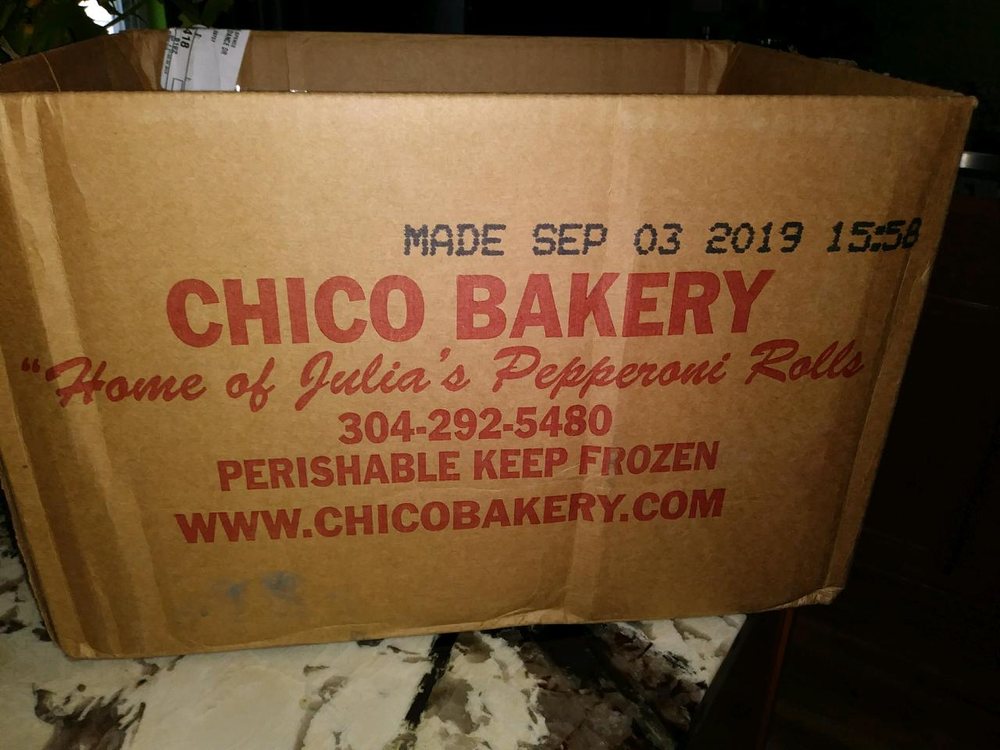 418
MADE SEP 03 2019 15:58
CHICO BAKERY
"Home of Julia's Pepperoni Rolls
304-292-5480
PERISHABLE KEEP FROZEN
WWW.CHICOBAKERY.COM